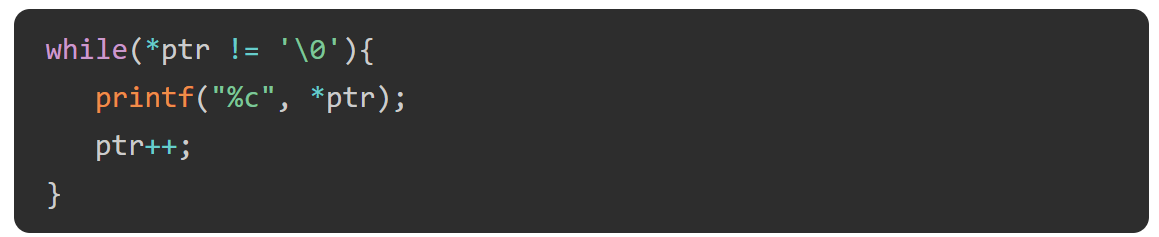 while(*ptr != '\0'){
   printf("%c", *ptr);
   ptr++;
}